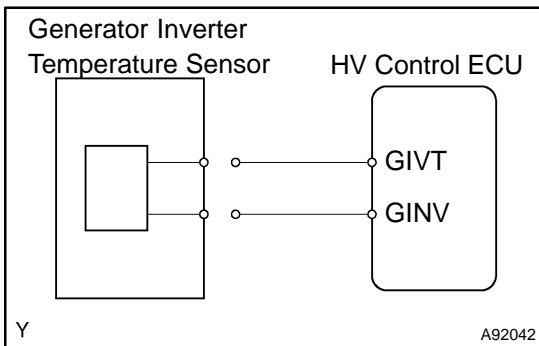 Generator Inverter
Temperature Sensor
HV Control ECU
GIVT
GINV
Y
A92042